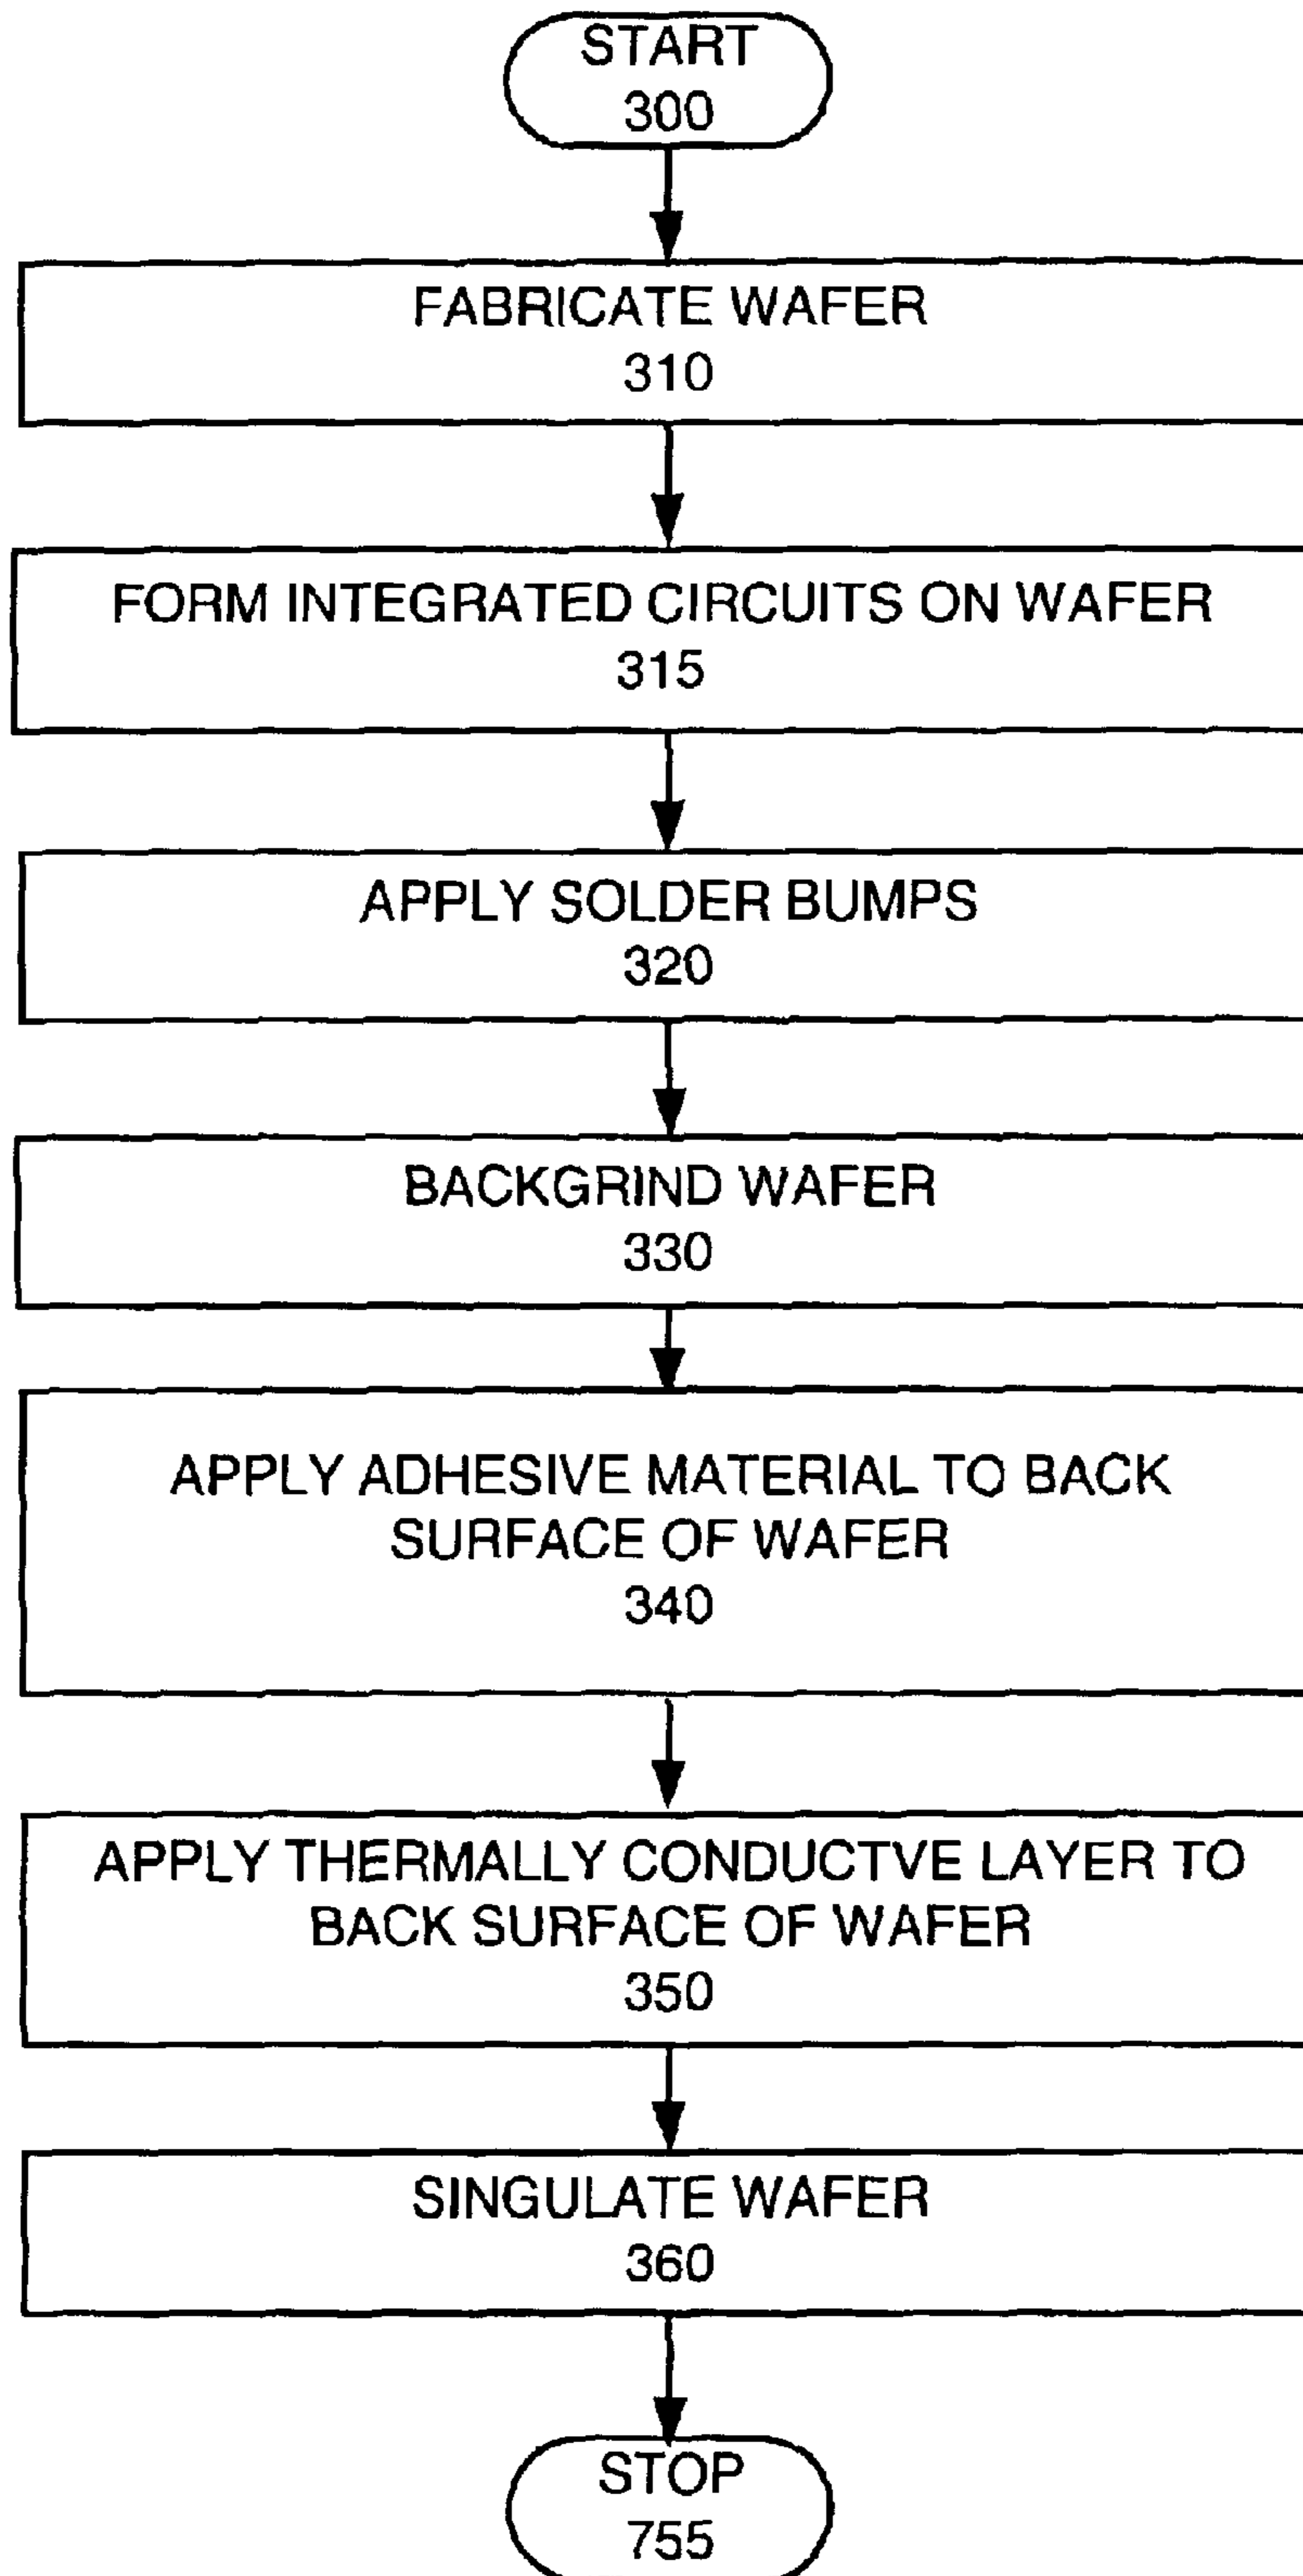 START
300
FABRICATE WAFER
310
FORM INTEGRATED CIRCUITS ON WAFER
315
APPLY SOLDER BUMPS
320
BACKGRIND WAFER
330
APPLY ADHESIVE MATERIAL TO BACK
SURFACE OF WAFER
340
APPLY THERMALLY CONDUCTVE LAYER TO
BACK SURFACE OF WAFER
350
SINGULATE WAFER
360
STOP
755